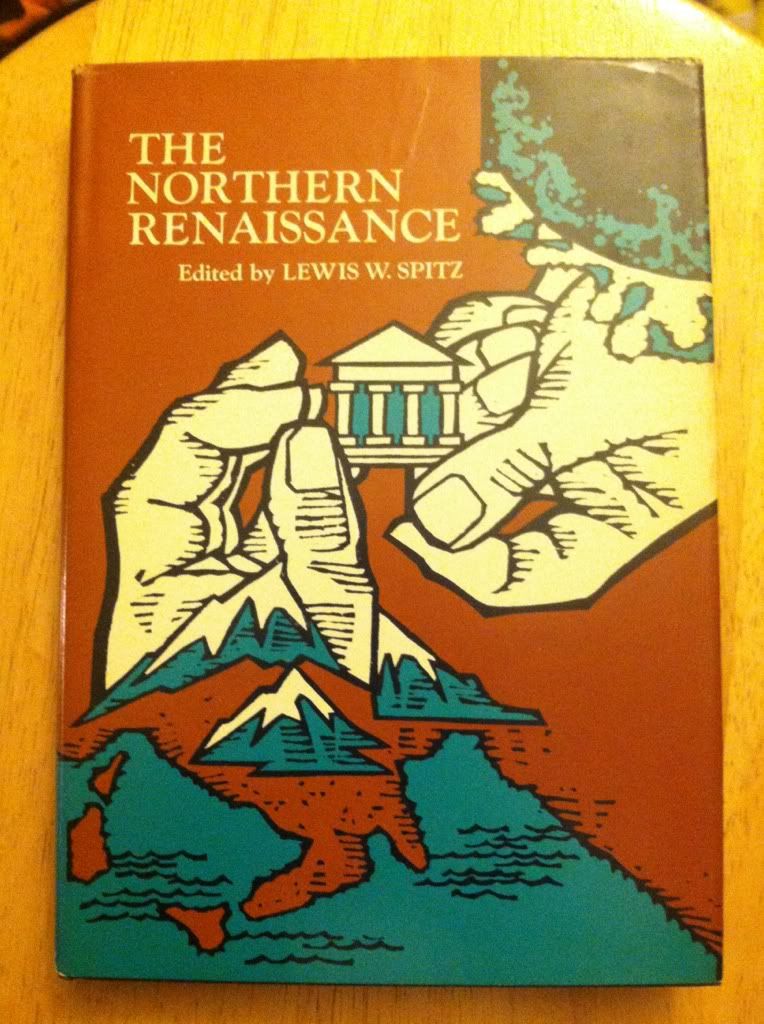 THE
NORTHERN
RENAISSANCE
Edited by LEWIS W. SPITZ